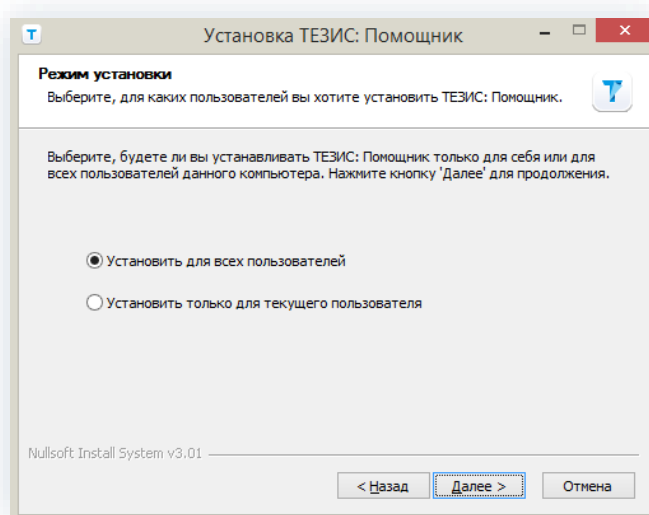 Установка ТЕЗИС: Помощник
Режим установки
Выберите, для каких пользователей вы хотите установить ТЕЗИС: Помощник.
Выберите, будете ли вы устанавливать ТЕЗИС: Помощник только для себя или для
всех пользователей данного компьютера. Нажмите кнопку 'Далее' для продолжения.
Установить для всех пользователей
Установить только для текущего пользователя
Nullsoft Install System v3.01
< Назад Далее > Отмена